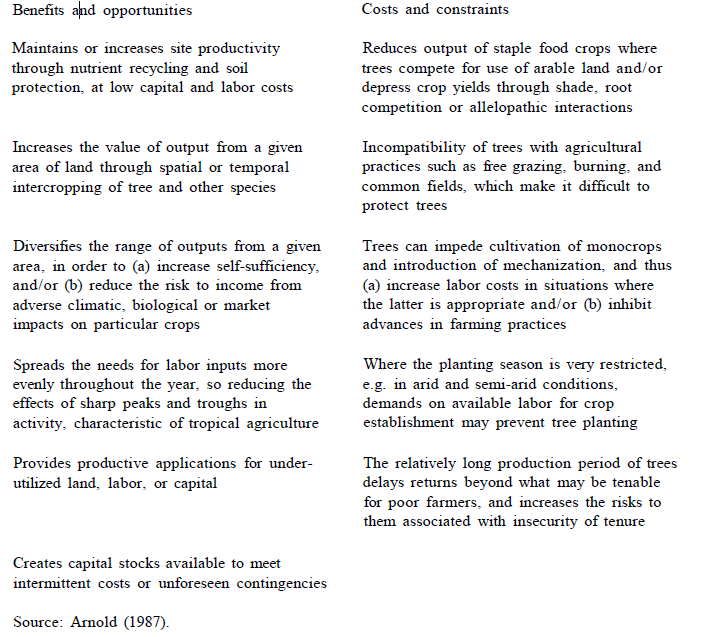 Benefits and opportunities
Costs and constraints
Maintains or increases site productivity
through nutrient recycling and soil
protection, at low capital and labor costs
Reduces output of staple food crops where
trees compete for use of arable land and/or
depress crop yields through shade, root
competition or allelopathic interactions
Increases the value of output from a given
area of land through spatial or temporal
intercropping of tree and other species
Incompatibility of trees with agricultural
practices such as free grazing, burning, and
common fields, which make it difficult to
protect trees
Diversifies the range of outputs from a given
area, in order to (a) increase self-sufficiency,
and/or (b) reduce the risk to income from
adverse climatic, biological or market
impacts on particular crops
Trees can impede cultivation of monocrops
and introduction of mechanization, and thus
(a) increase labor costs in situations where
the latter is appropriate and/or (b) inhibit
advances in farming practices
Spreads the needs for labor inputs more
evenly throughout the year, so reducing the
effects of sharp peaks and troughs in
activity, characteristic of tropical agriculture
Where the planting season is very restricted,
e.g. in arid and semi-arid conditions,
demands on available labor for crop
establishment may prevent tree planting
Provides productive applications for under-
utilized land, labor, or capital
The relatively long production period of trees
delays returns beyond what may be tenable
for poor farmers, and increases the risks to
them associated with insecurity of tenure
Creates capital stocks available to meet
intermittent costs or unforeseen contingencies
Source: Arnold (1987).